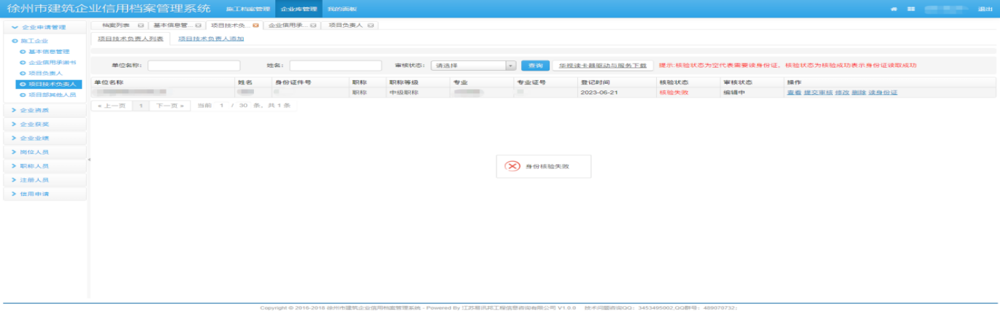 徐州市建筑企业信用档案管理系统 施工档案管理 企业库管理 我的面板 退出
企业申请管理
施工企业
基本信息管理
企业信用承诺书
项目负责人
项目技术负责人
项目部其他人员
企业资质
企业获奖
企业业绩
岗位人员
职称人员
注册人员
信用申请
档案列表 基本信息管... 项目技术负... 企业信用承... 项目负责人
项目技术负责人列表 项目技术负责人添加
单位名称: 姓名: 审核状态: 请选择 查询 华视读卡器驱动与服务下载 提示:核验状态为空代表需要读身份证, 核验状态为核验成功表示身份证读取成功
单位名称 姓名 身份证件号 职称 职称等级 专业 专业证号 登记时间 核验状态 审核状态 操作
职称 中级职称 2023-06-21 核验失败 编辑中 查看 提交审核 修改 删除 读身份证
« 上一页 1 下一页 » 当前 1 / 30 条, 共 1 条
身份核验失败
Copyright © 2016-2016 徐州市建筑企业信用档案管理系统 - Powered By 江苏易讯邦工程信息咨询有限公司 V1.0.0 技术问题咨询QQ: 3453495002,QQ群号: 489070732;